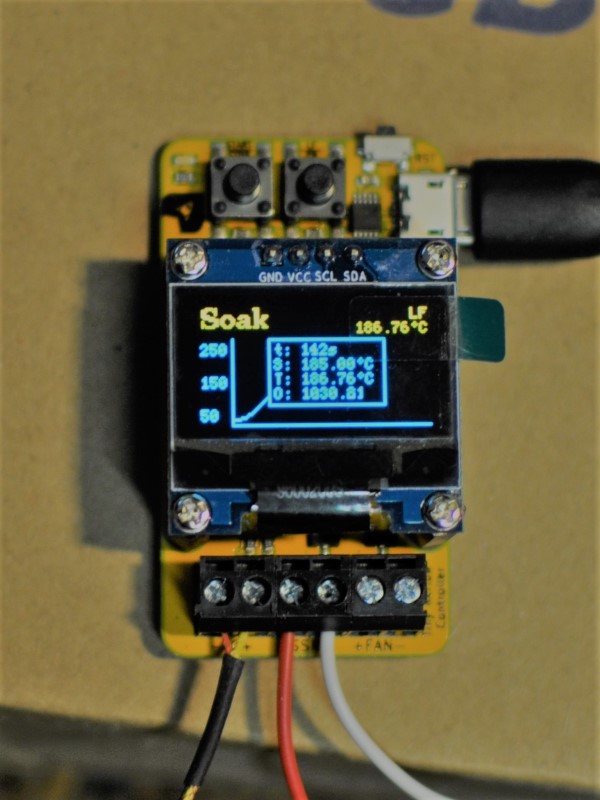 GND VCC SCL SDA
Soak
LF
186.76°C
250
150
50
t: 142s
S: 185.00°C
T: 186.76°C
O: 1030.81
+
+FAN-
Controller